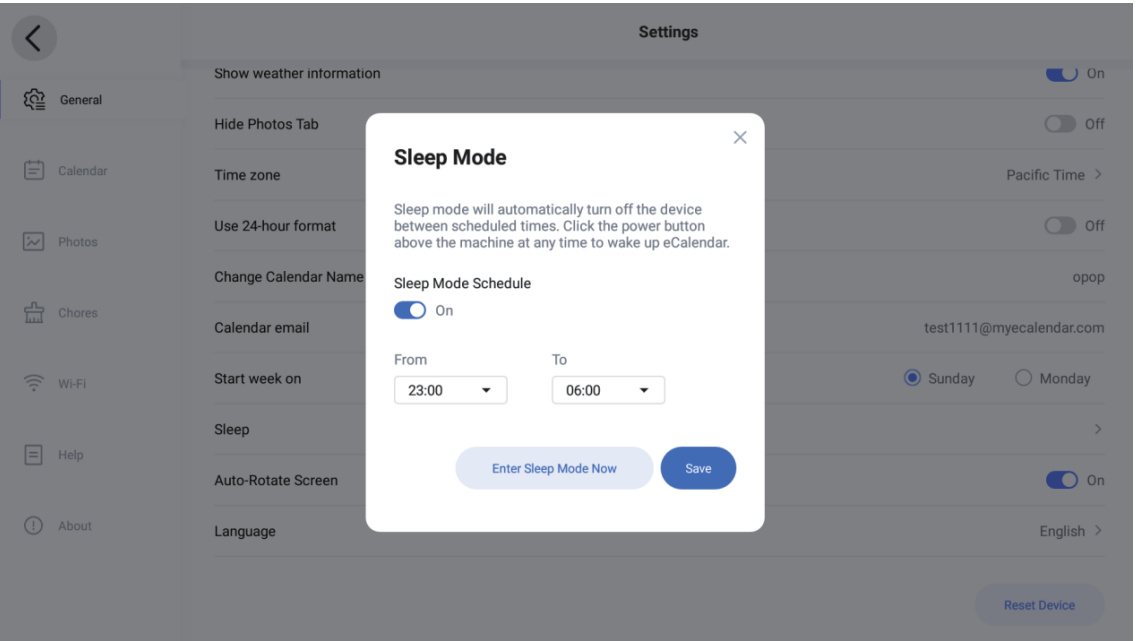 Settings
General
Calendar
Photos
Chores
Wi-Fi
Help
About
Show weather information On
Hide Photos Tab Off
Time zone Pacific Time
Use 24-hour format Off
Change Calendar Name opop
Calendar email test1111@myecalendar.com
Start week on Sunday Monday
Sleep
Auto-Rotate Screen On
Language English
Reset Device
Sleep Mode
Sleep mode will automatically turn off the device
between scheduled times. Click the power button
above the machine at any time to wake up eCalendar.
Sleep Mode Schedule
On
From To
23:00 06:00
Enter Sleep Mode Now Save